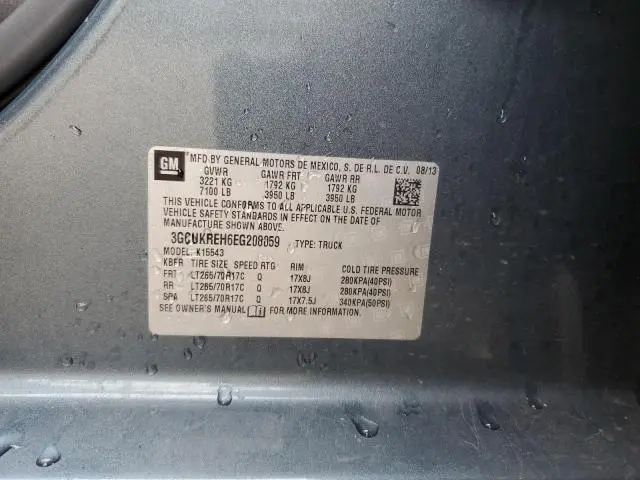 GM
MFD BY GENERAL MOTORS DE MEXICO, S. DE R.L. DE C.V. 08/13
GVWR GAWR FRT GAWR RR
3221 KG 1792 KG 1792 KG
7100 LB 3950 LB 3950 LB
THIS VEHICLE CONFORMS TO ALL APPLICABLE U.S. FEDERAL MOTOR
VEHICLE SAFETY STANDARDS IN EFFECT ON THE DATE OF
MANUFACTURE SHOWN ABOVE.
3GCUKREH6EG208059 TYPE: TRUCK
MODEL: K15543
KBFR TIRE SIZE SPEED RTG RIM COLD TIRE PRESSURE
FRT LT265/70R17C Q 17X8J 280KPA(40PSI)
RR LT265/70R17C Q 17X8J 280KPA(40PSI)
SPA LT265/70R17C Q 17X7.5J 340KPA(50PSI)
SEE OWNER'S MANUAL FOR MORE INFORMATION.